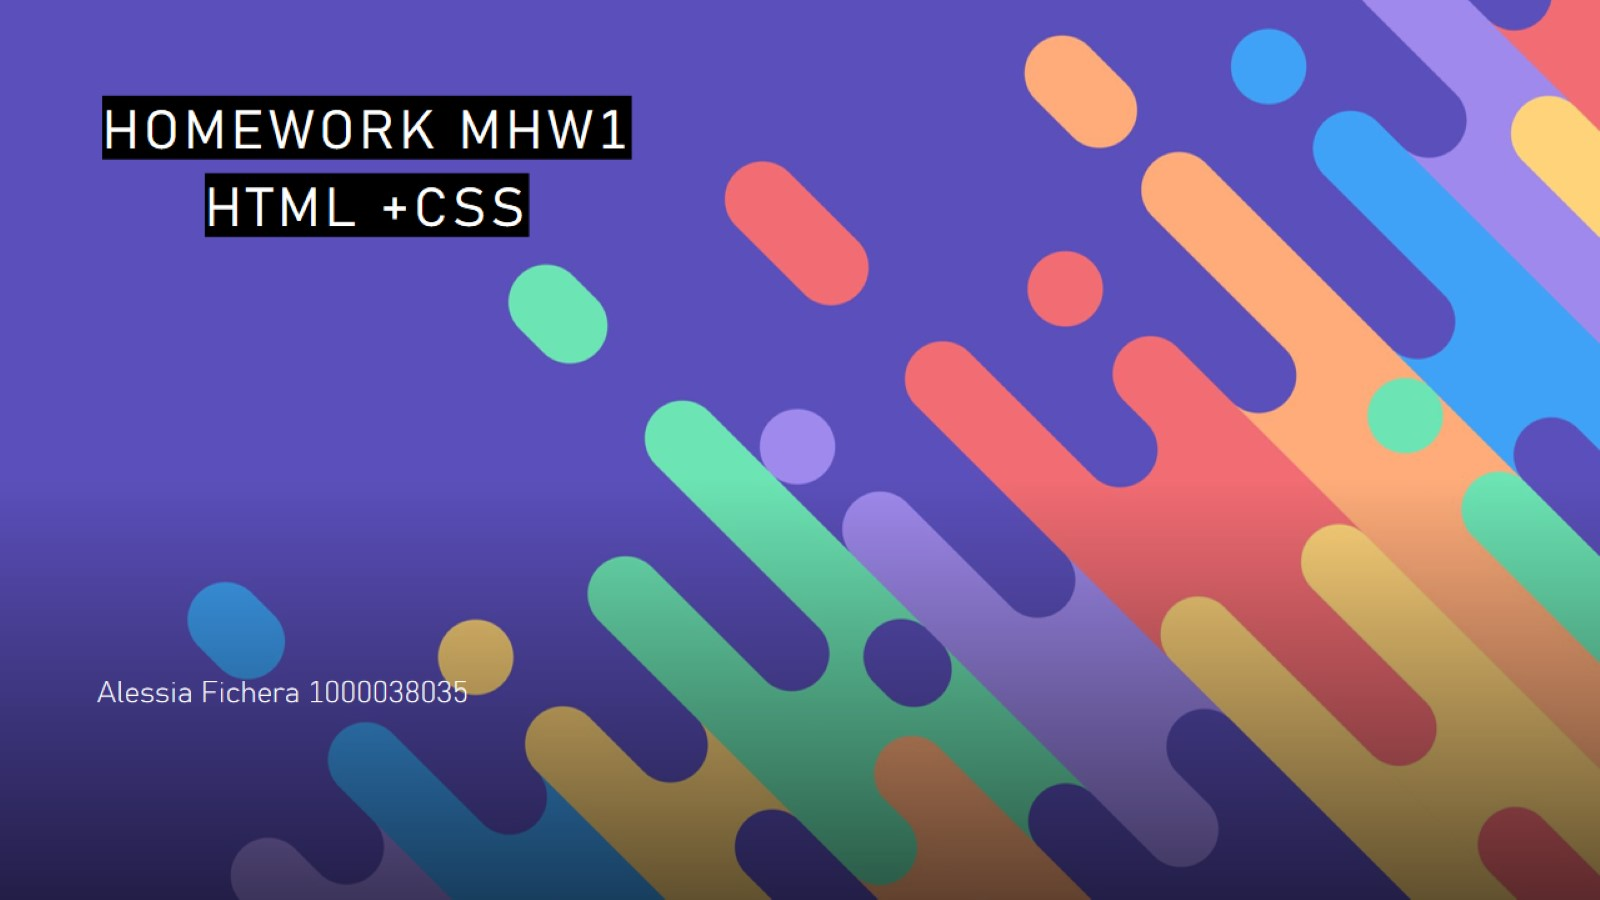 HOMEWORK MHW1
HTML +CSS
Alessia Fichera 1000038035